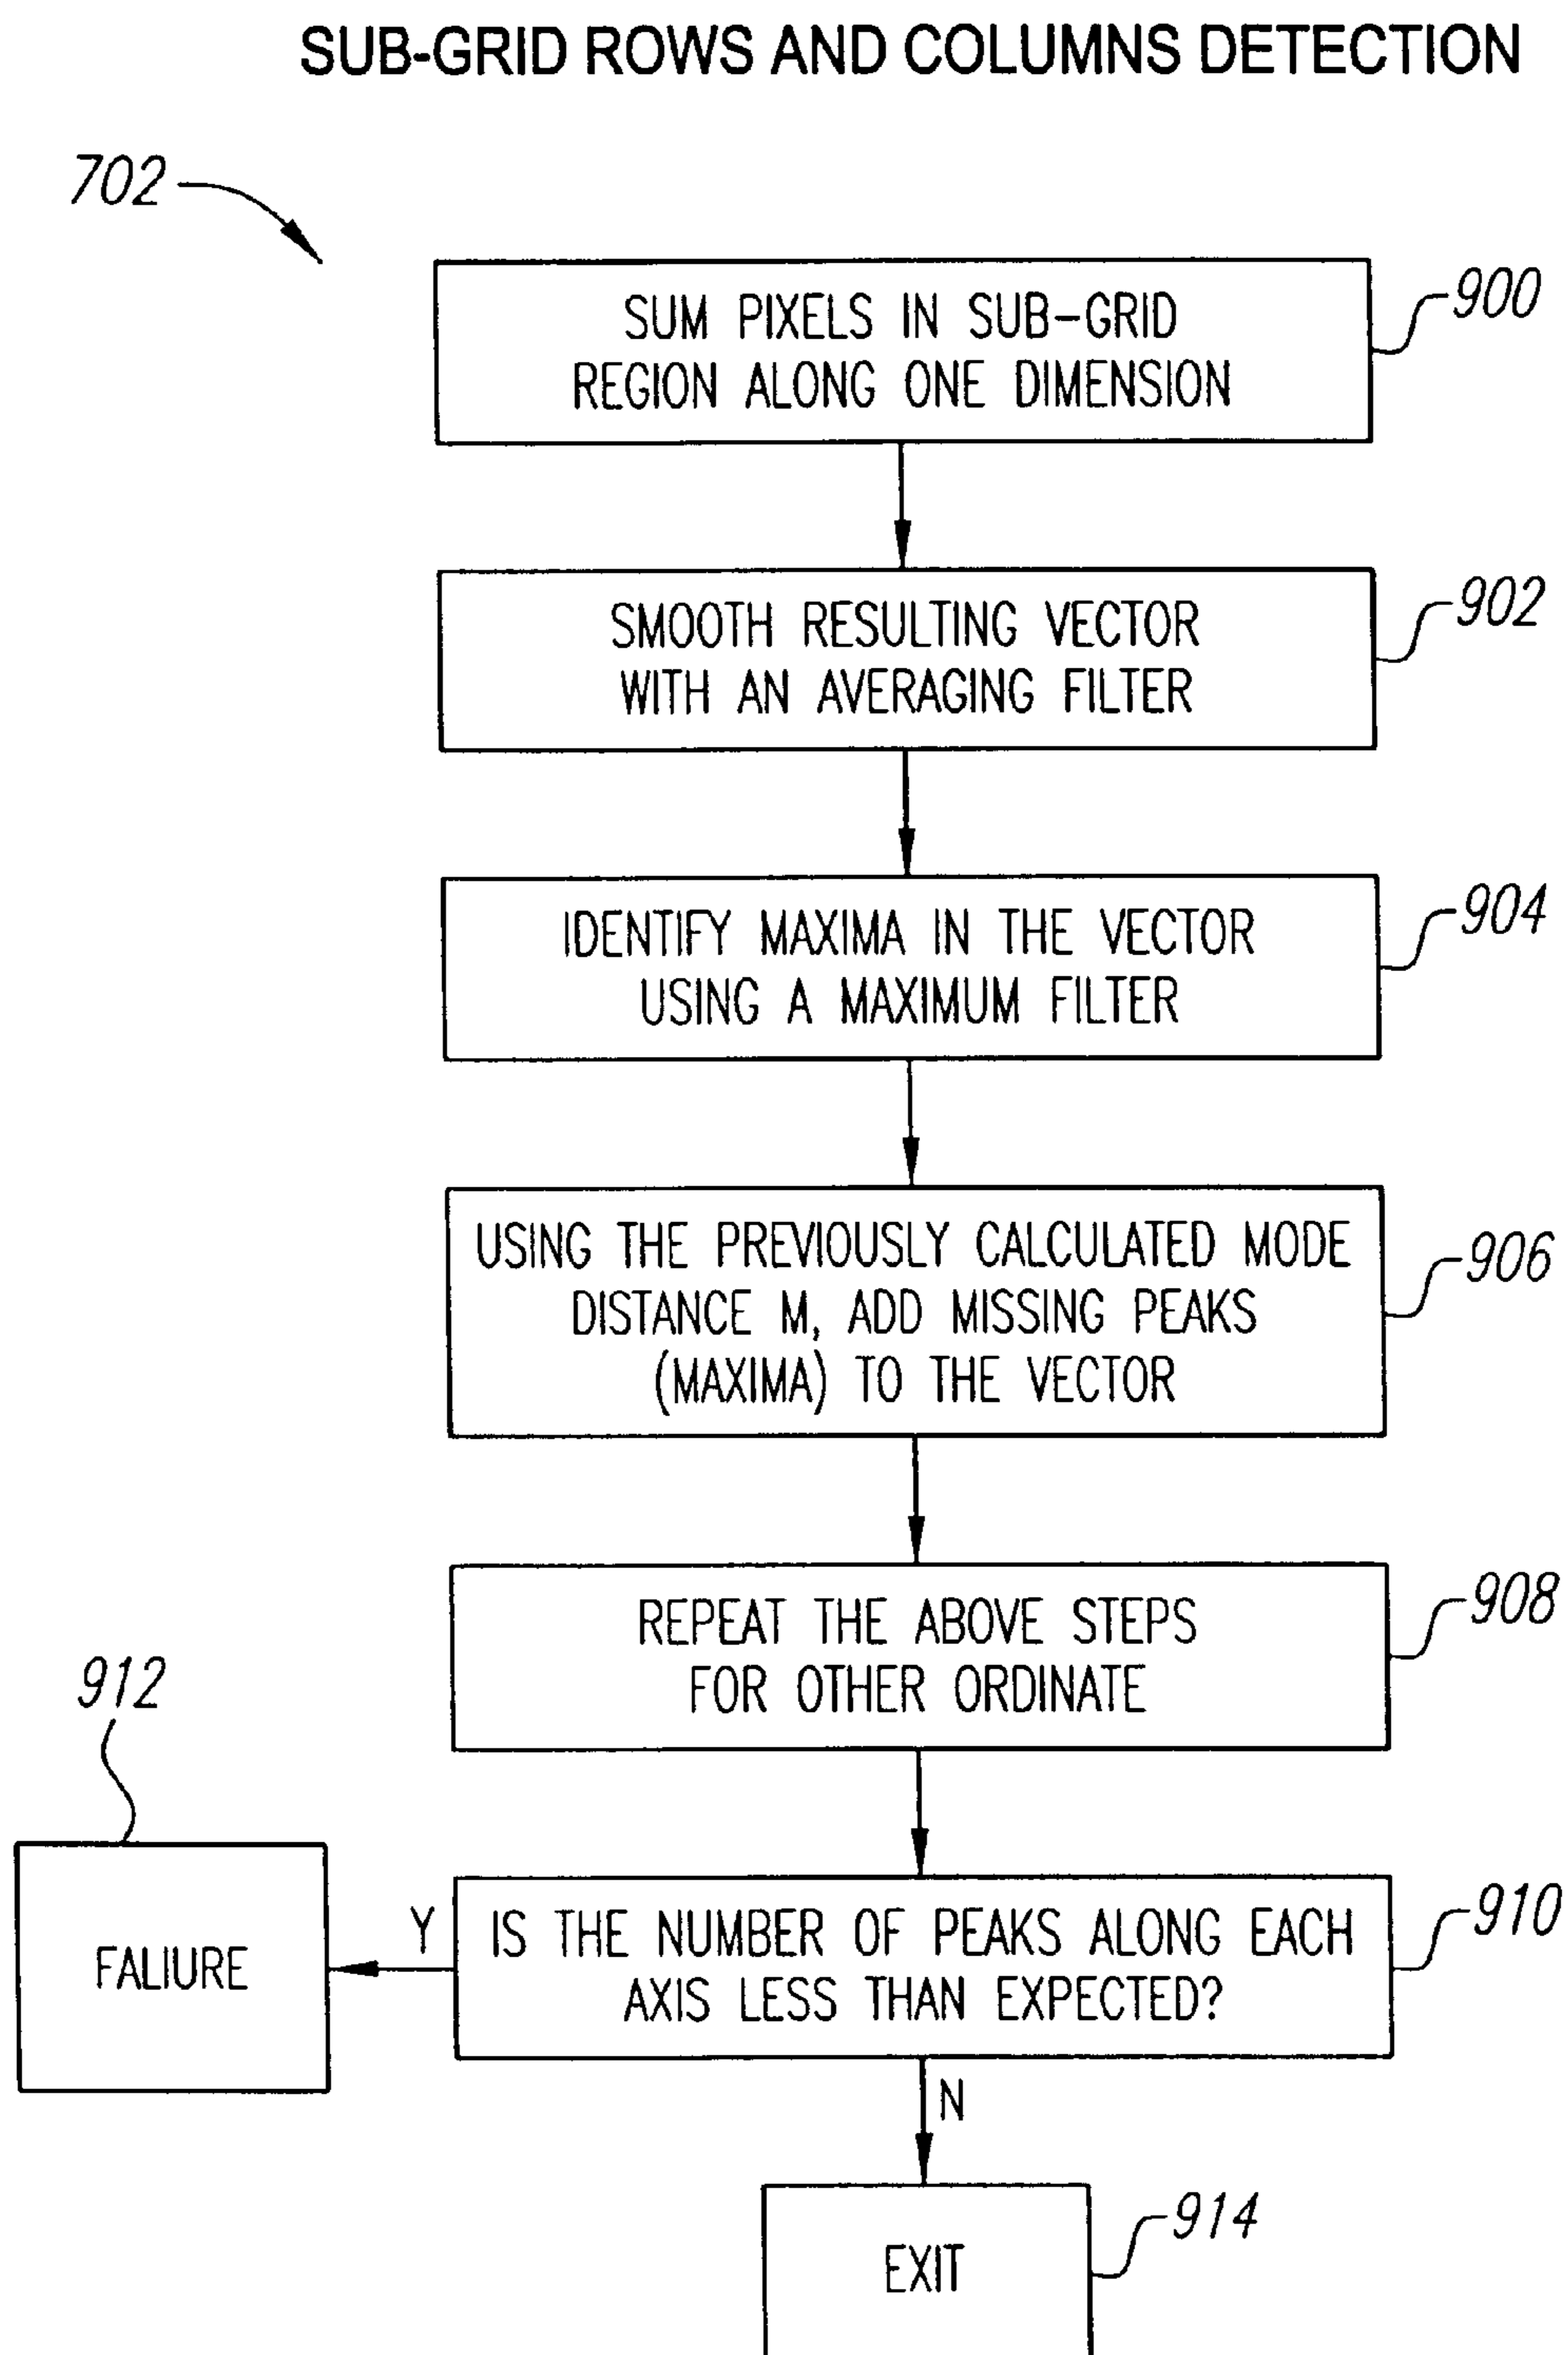 SUB-GRID ROWS AND COLUMNS DETECTION
702
SUM PIXELS IN SUB-GRID
REGION ALONG ONE DIMENSION
900
SMOOTH RESULTING VECTOR
WITH AN AVERAGING FILTER
902
IDENTIFY MAXIMA IN THE VECTOR
USING A MAXIMUM FILTER
904
USING THE PREVIOUSLY CALCULATED MODE
DISTANCE M, ADD MISSING PEAKS
(MAXIMA) TO THE VECTOR
906
REPEAT THE ABOVE STEPS
FOR OTHER ORDINATE
908
912
FALIURE
Y
IS THE NUMBER OF PEAKS ALONG EACH
AXIS LESS THAN EXPECTED?
910
N
EXIT
914